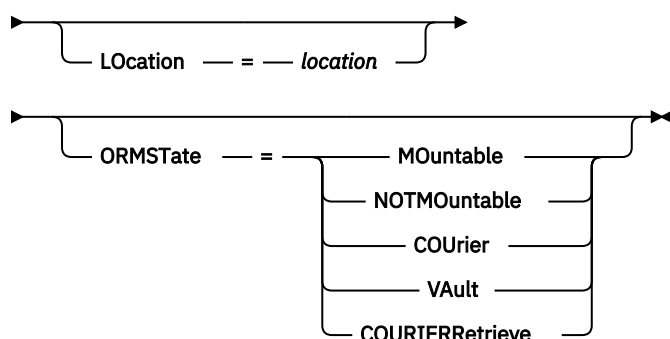 LOcation = location
ORMSTate = MOuntable
NOTMOuntable
COUrier
VAult
COURIERRetrieve